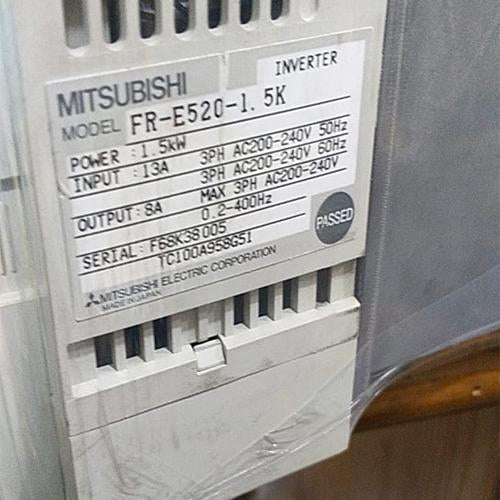 INVERTER
MITSUBISHI
MODEL FR-E520-1.5K
POWER : 1.5kW
INPUT : 13A 3PH AC200-240V 50Hz
3PH AC200-240V 60Hz
OUTPUT: 8A MAX 3PH AC200-240V
0.2-400Hz
SERIAL: F68K38005
TC100A958G51
PASSED
MITSUBISHI ELECTRIC CORPORATION
MADE IN JAPAN